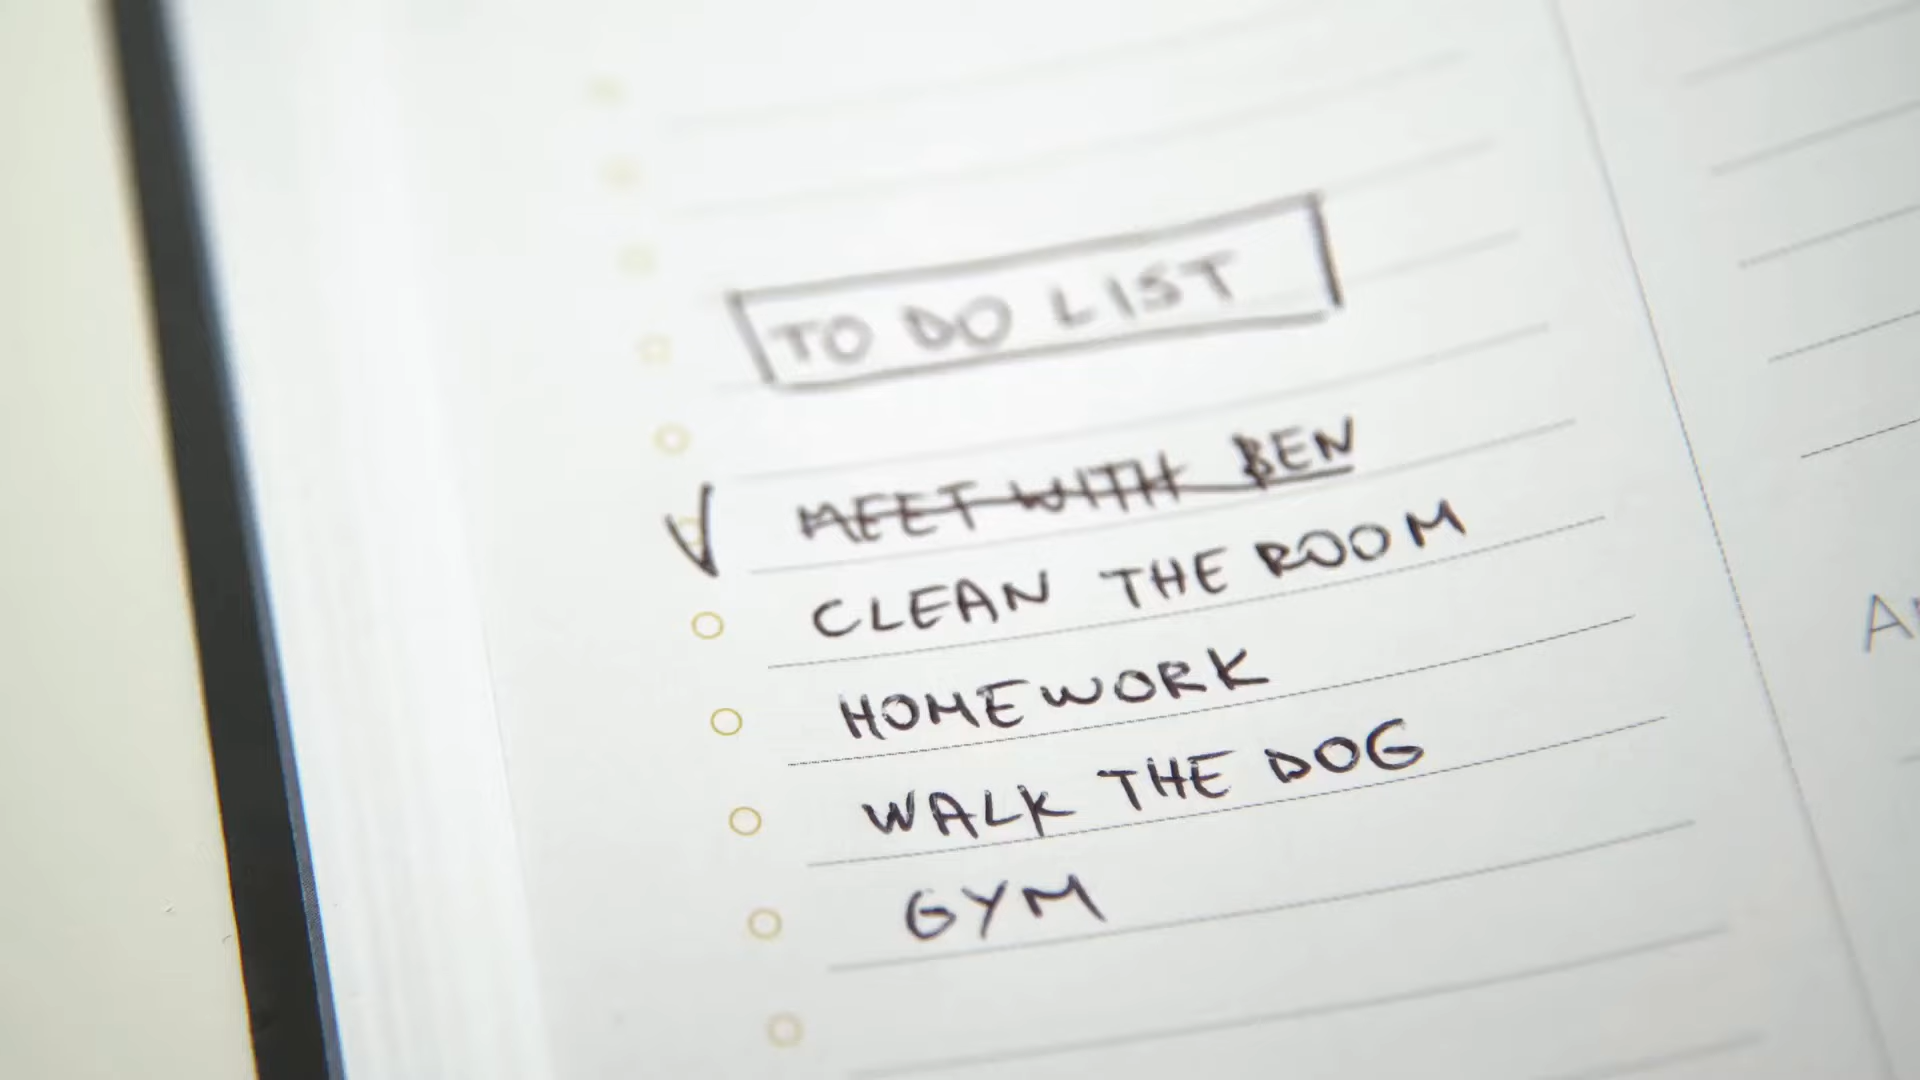 TO DO LIST
MEET WITH BEN
CLEAN THE ROOM
HOMEWORK
WALK THE DOG
GYM